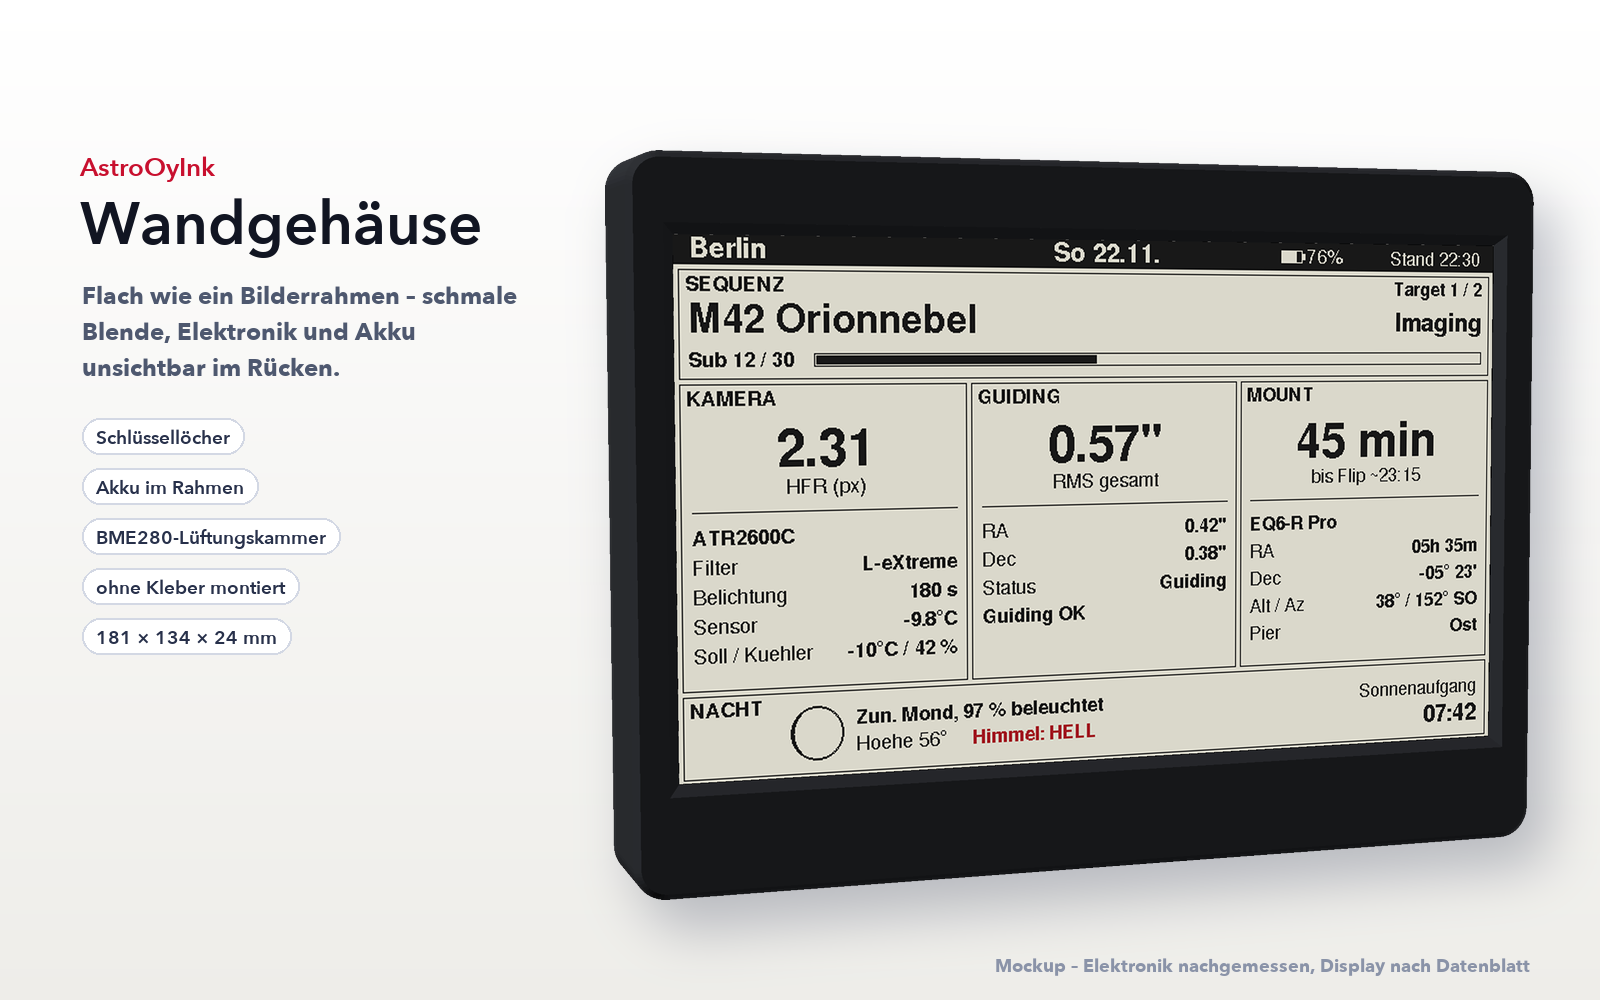 AstroOyInk
Wandgehäuse
Flach wie ein Bilderrahmen – schmale
Blende, Elektronik und Akku
unsichtbar im Rücken.
Schlüssellöcher
Akku im Rahmen
BME280-Lüftungskammer
ohne Kleber montiert
181 × 134 × 24 mm
Berlin So 22.11. 76% Stand 22:30
SEQUENZ Target 1 / 2
M42 Orionnebel Imaging
Sub 12 / 30
KAMERA
2.31
HFR (px)
ATR2600C
Filter L-eXtreme
Belichtung 180 s
Sensor -9.8°C
Soll / Kuehler -10°C / 42 %
GUIDING
0.57"
RMS gesamt
RA 0.42"
Dec 0.38"
Status Guiding
Guiding OK
MOUNT
45 min
bis Flip ~23:15
EQ6-R Pro
RA 05h 35m
Dec -05° 23'
Alt / Az 38° / 152° SO
Pier Ost
NACHT
Zun. Mond, 97 % beleuchtet
Hoehe 56° Himmel: HELL
Sonnenaufgang
07:42
Mockup – Elektronik nachgemessen, Display nach Datenblatt